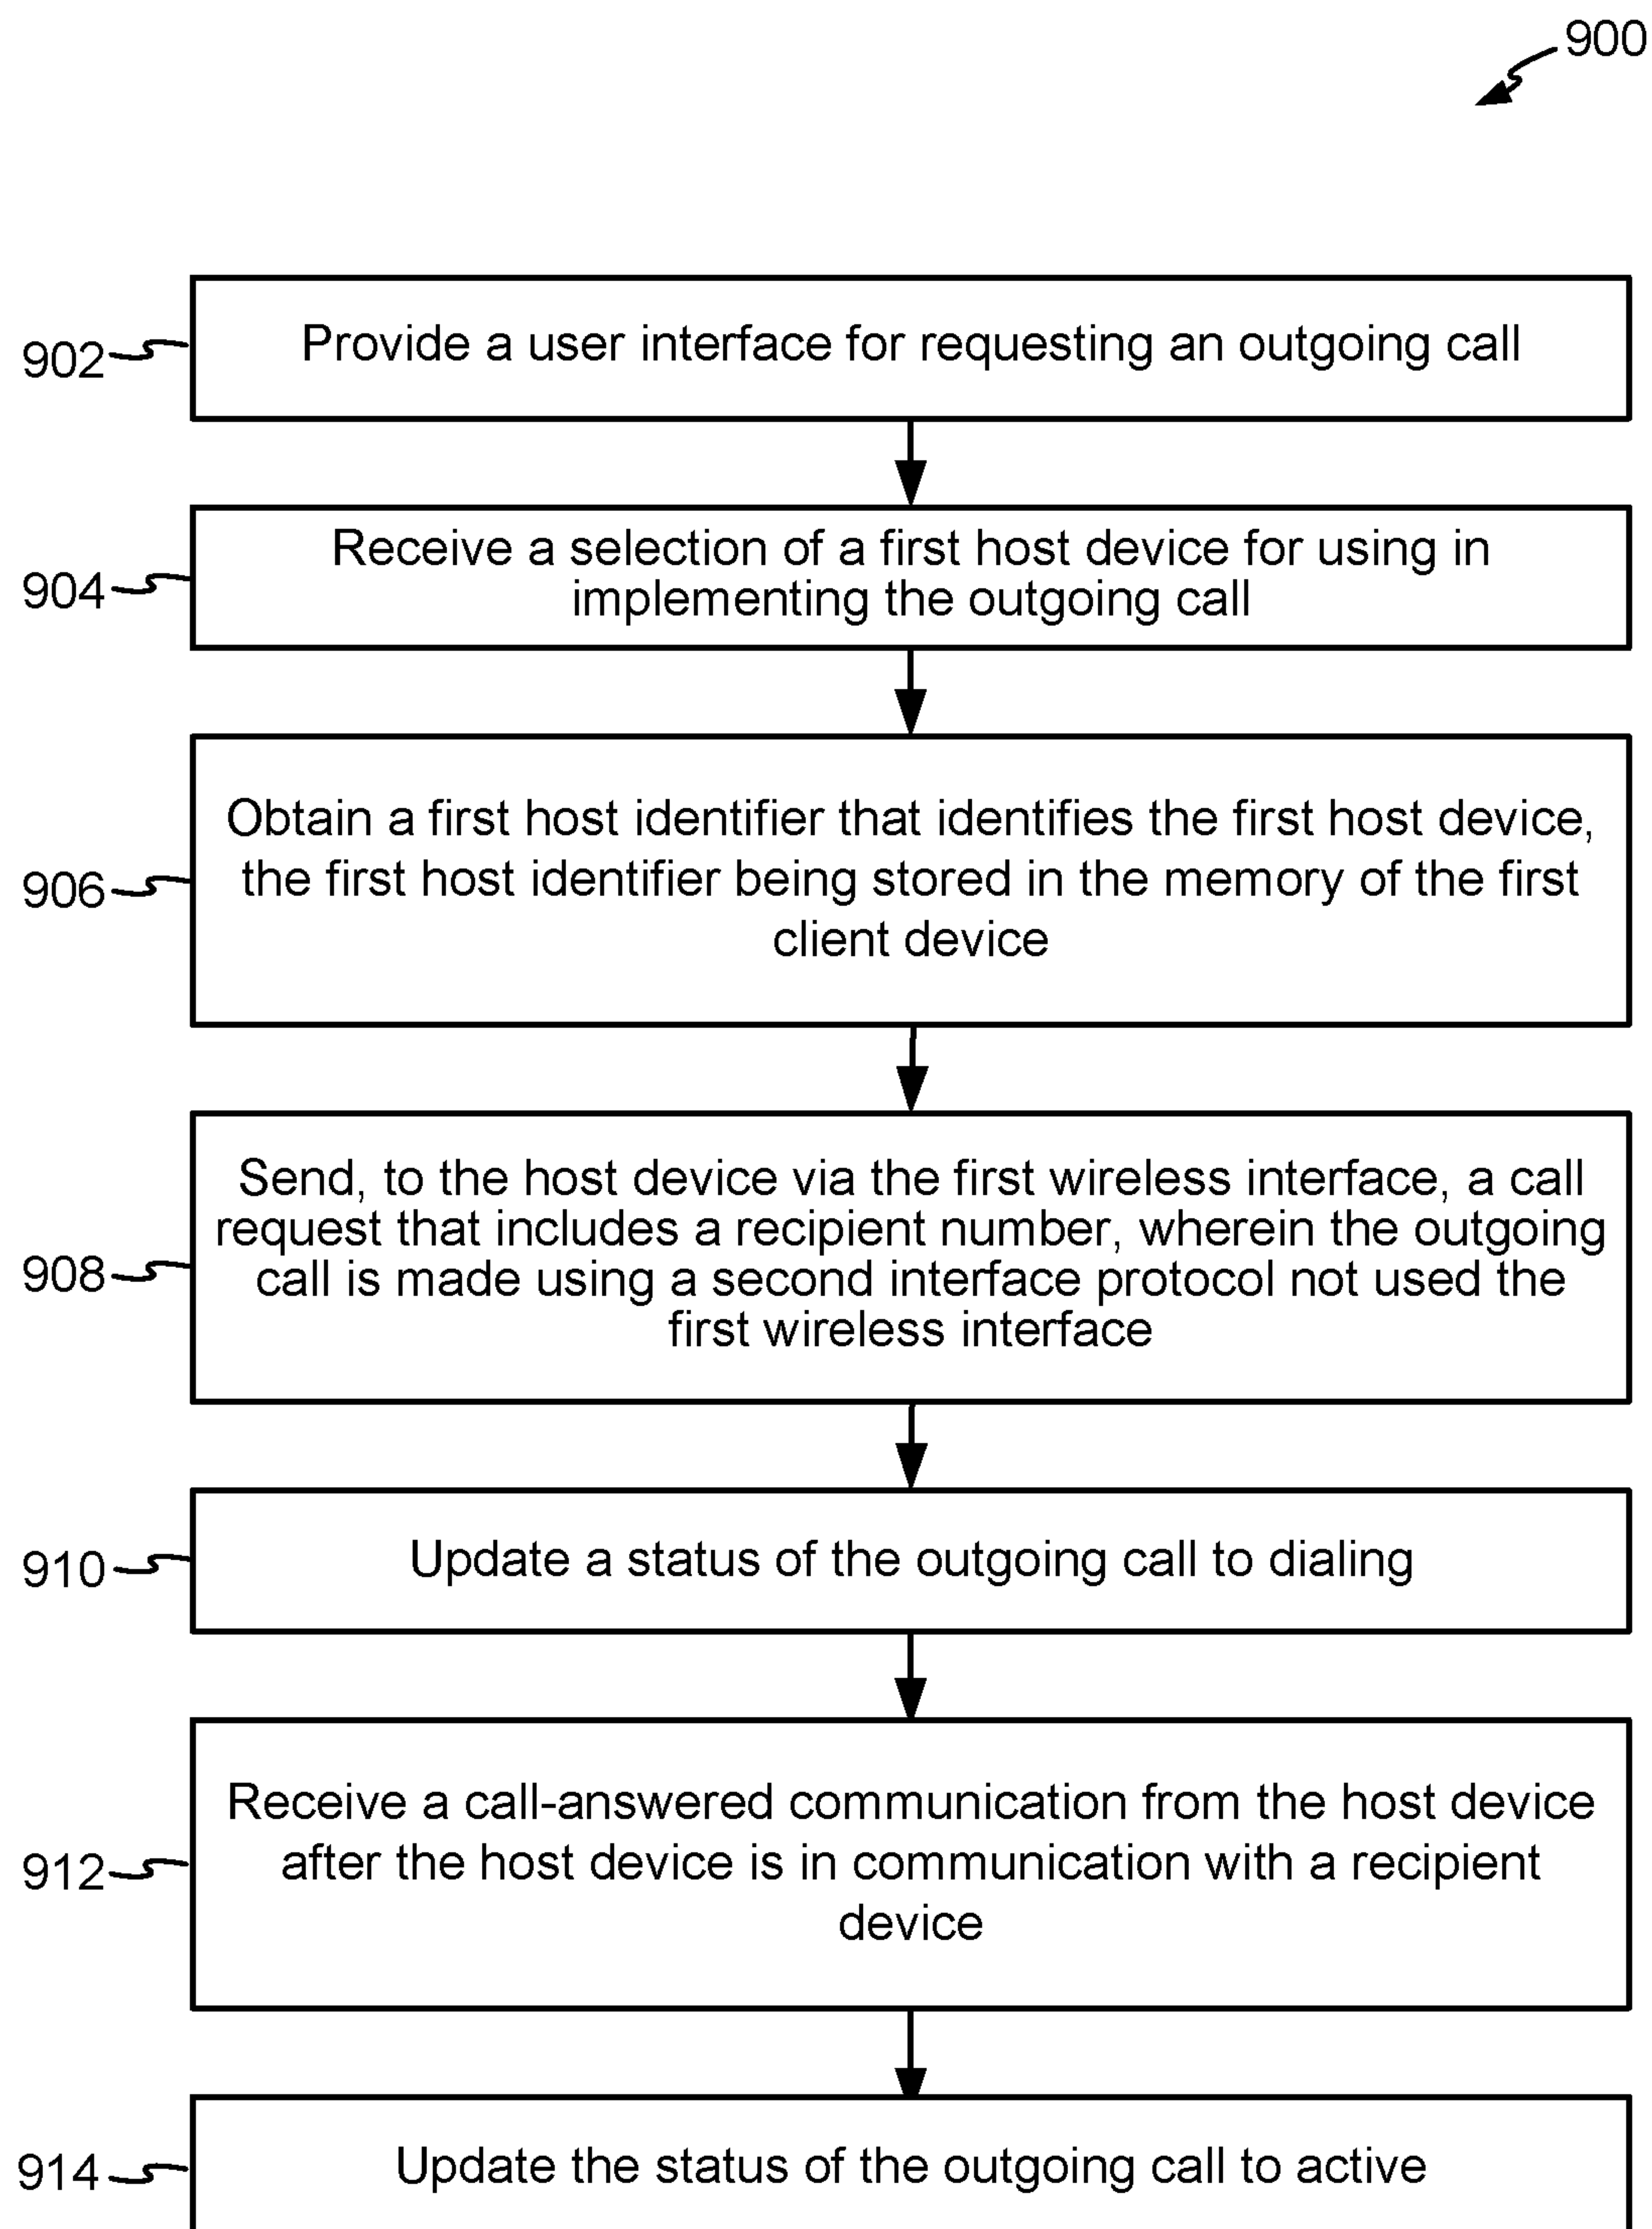 900
902
Provide a user interface for requesting an outgoing call
904
Receive a selection of a first host device for using in
implementing the outgoing call
906
Obtain a first host identifier that identifies the first host device,
the first host identifier being stored in the memory of the first
client device
908
Send, to the host device via the first wireless interface, a call
request that includes a recipient number, wherein the outgoing
call is made using a second interface protocol not used the
first wireless interface
910
Update a status of the outgoing call to dialing
912
Receive a call-answered communication from the host device
after the host device is in communication with a recipient
device
914
Update the status of the outgoing call to active